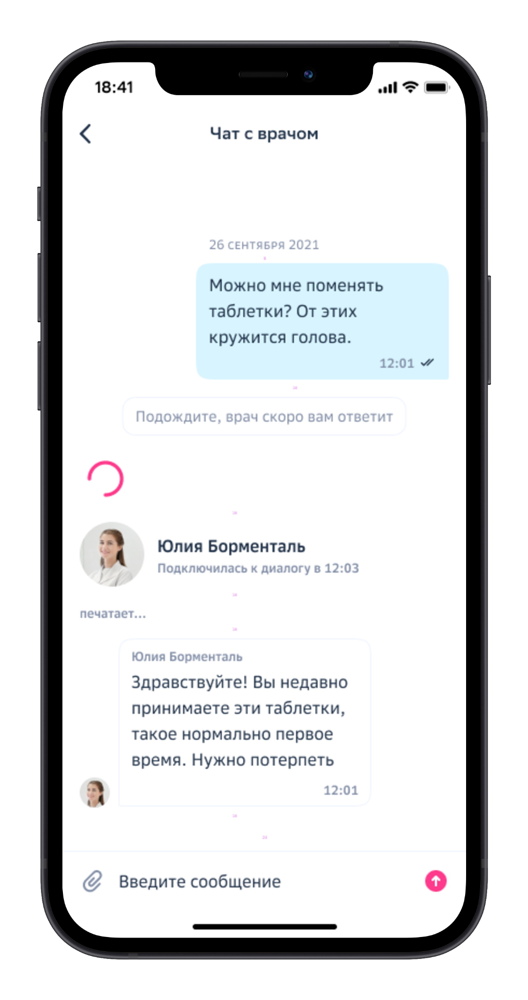 18:41
Чат с врачом
26 СЕНТЯБРЯ 2021
Можно мне поменять
таблетки? От этих
кружится голова.
12:01
Подождите, врач скоро вам ответит
Юлия Борменталь
Подключилась к диалогу в 12:03
печатает...
Юлия Борменталь
Здравствуйте! Вы недавно
принимаете эти таблетки,
такое нормально первое
время. Нужно потерпеть
12:01
Введите сообщение